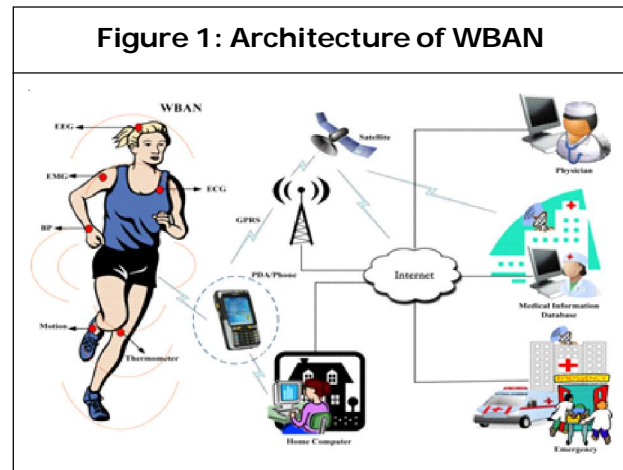 Figure 1: Architecture of WBAN
WBAN
EEG
Satellite
Physician
EMG
ECG
GPRS
BP
PDA/Phone
Internet
Medical Information
Database
Motion
Thermometer
Home Computer
EMERGENCY
Emergency